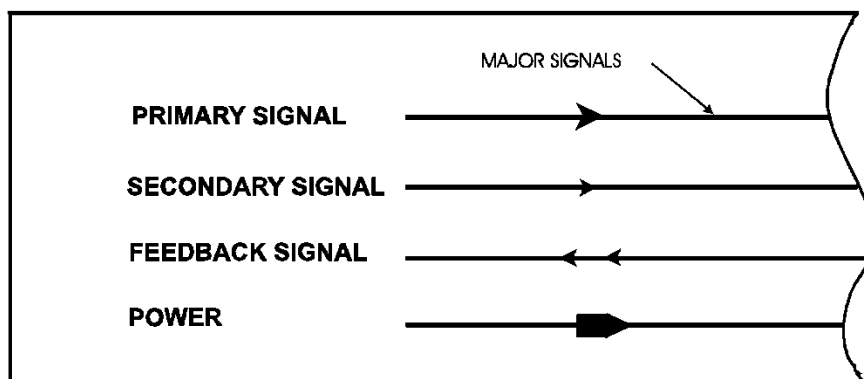 MAJOR SIGNALS
PRIMARY SIGNAL
SECONDARY SIGNAL
FEEDBACK SIGNAL
POWER